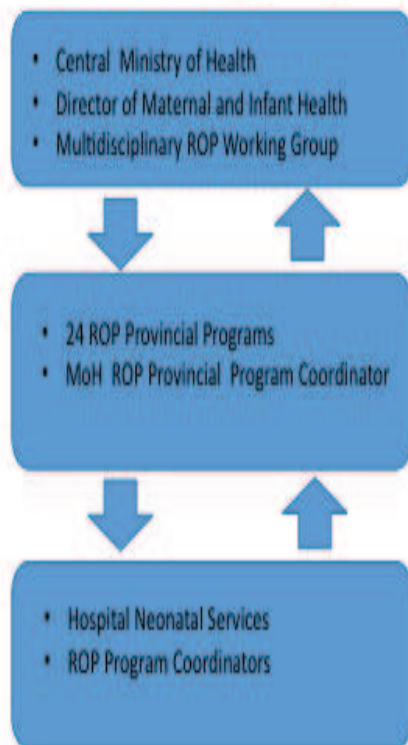 • Central Ministry of Health
• Director of Maternal and Infant Health
• Multidisciplinary ROP Working Group
• 24 ROP Provincial Programs
• MoH ROP Provincial Program Coordinator
• Hospital Neonatal Services
• ROP Program Coordinators